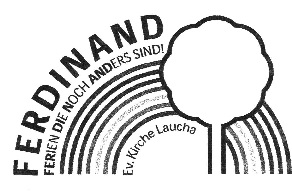 FERDINAND
FERIEN DIE NOCH ANDERS SIND!
Ev. Kirche Laucha